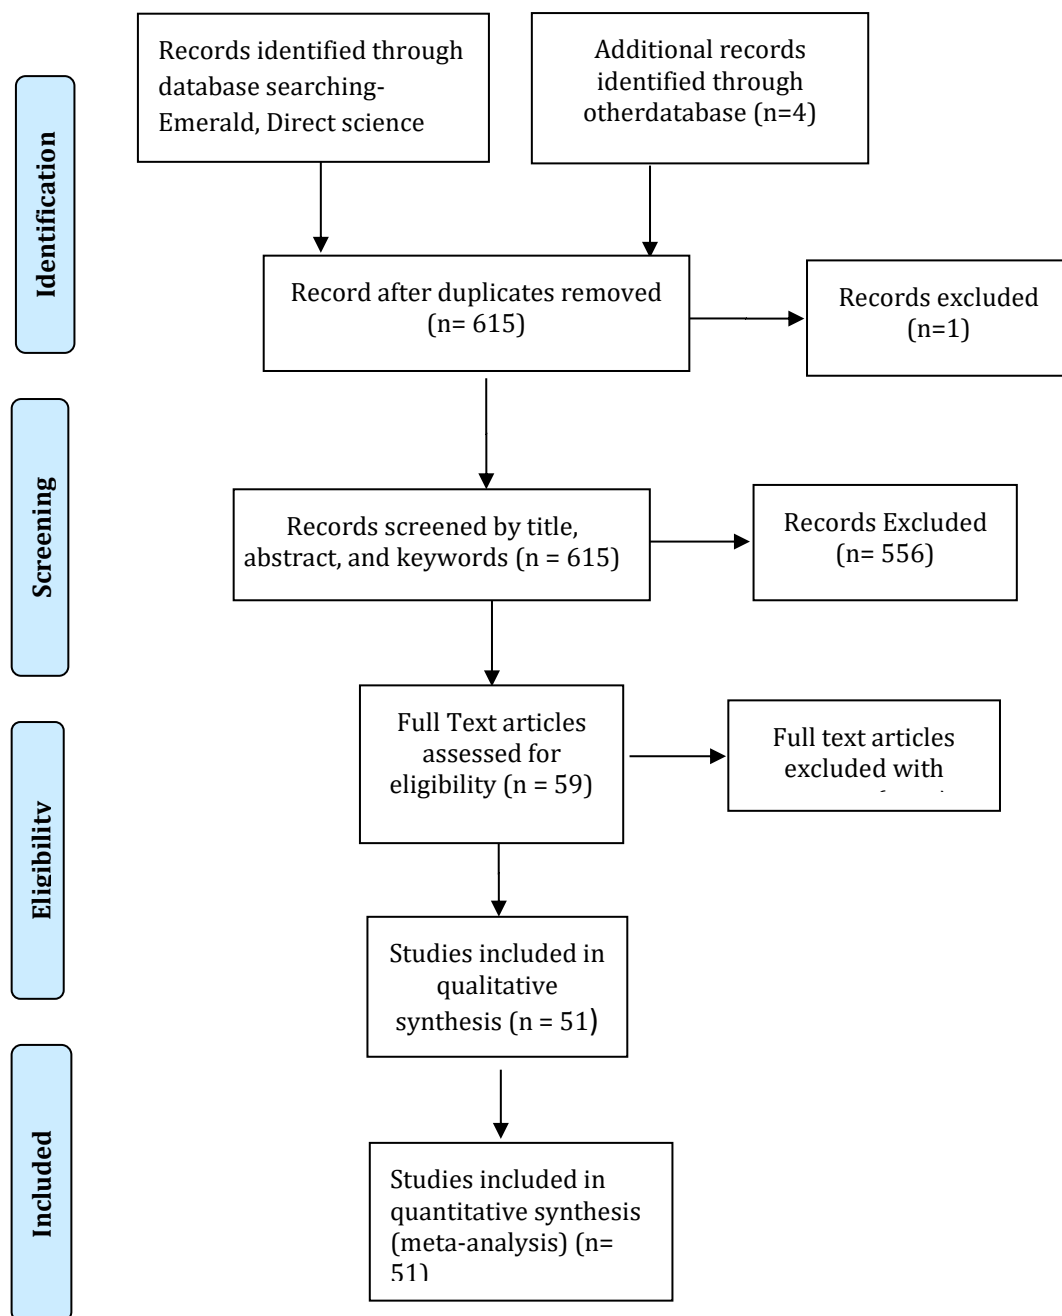 Records identified through
database searching-
Emerald, Direct science
Additional records
identified through
otherdatabase (n=4)
Identification
Record after duplicates removed
(n= 615)
Records excluded
(n=1)
Screening
Records screened by title,
abstract, and keywords (n = 615)
Records Excluded
(n= 556)
Eligibility
Full Text articles
assessed for
eligibility (n = 59)
Full text articles
excluded with
Studies included in
qualitative
synthesis (n = 51)
Included
Studies included in
quantitative synthesis
(meta-analysis) (n=
51)